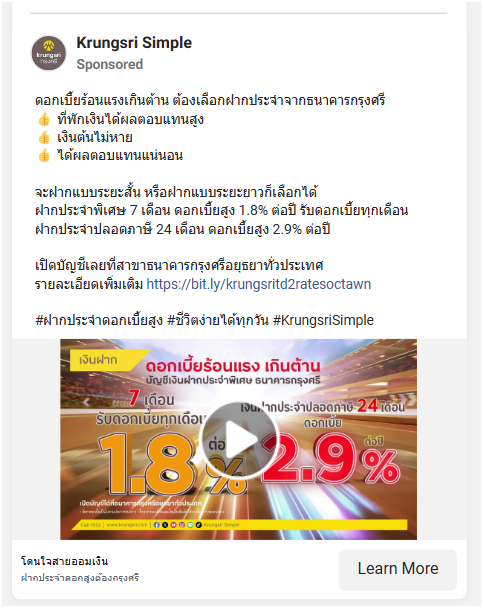 Krungsri Simple
Sponsored
krungsri
กรุงศรี
ดอกเบี้ยร้อนแรงเกินต้าน ต้องเลือกฝากประจำจากธนาคารกรุงศรี
👍 ที่พักเงินได้ผลตอบแทนสูง
👍 เงินต้นไม่หาย
👍 ได้ผลตอบแทนแน่นอน
จะฝากแบบระยะสั้น หรือฝากแบบระยะยาวก็เลือกได้
ฝากประจำพิเศษ 7 เดือน ดอกเบี้ยสูง 1.8% ต่อปี รับดอกเบี้ยทุกเดือน
ฝากประจำปลอดภาษี 24 เดือน ดอกเบี้ยสูง 2.9% ต่อปี
เปิดบัญชีเลยที่สาขาธนาคารกรุงศรีอยุธยาทั่วประเทศ
รายละเอียดเพิ่มเติม https://bit.ly/krungsritd2ratesoctawn
#ฝากประจำดอกเบี้ยสูง #ชีวิตง่ายได้ทุกวัน #KrungsriSimple
เงินฝาก
ดอกเบี้ยร้อนแรง เกินต้าน
บัญชีเงินฝากประจำพิเศษ ธนาคารกรุงศรี
7 เดือน
รับดอกเบี้ยทุกเดือน
1.8%
ต่อ
เงินฝากประจำปลอดภาษี 24 เดือน
ดอกเบี้ย
2.9%
ต่อปี
เปิดบัญชีได้ที่ธนาคารกรุงศรีอยุธยาทั่วประเทศ
Call 1572 | www.krungsri.com | Krungsri Simple
โดนใจสายออมเงิน
ฝากประจำดอกสูงต้องกรุงศรี
Learn More